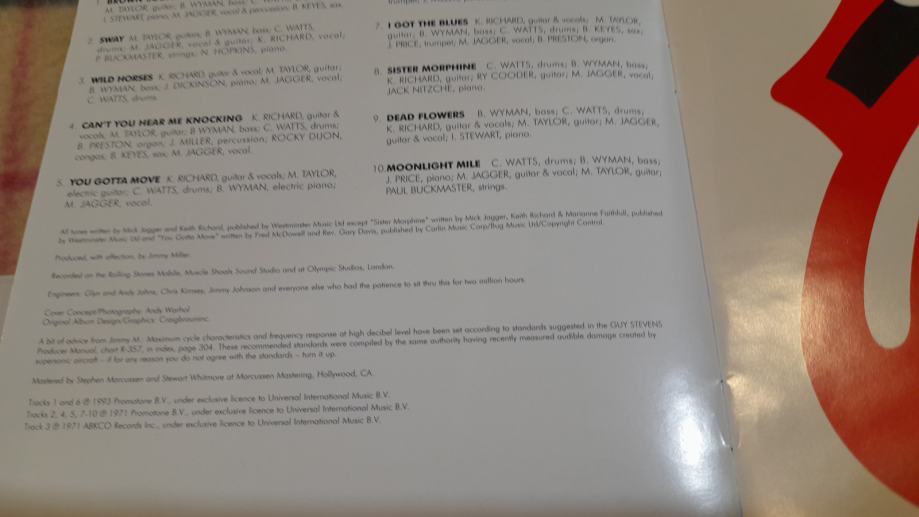 1. BROWN
M. TAYLOR, guitar; B. WYMAN, bass; C. WATTS,
I. STEWART, piano, M. JAGGER, vocal & percussion; B. KEYES, sax.
2. SWAY M. TAYLOR, guitars, B. WYMAN, bass; C. WATTS,
drums; M. JAGGER, vocal & guitar; K. RICHARD, vocal;
P. BUCKMASTER, strings; N. HOPKINS, piano.
3. WILD HORSES K. RICHARD, guitar & vocal; M. TAYLOR, guitar;
B. WYMAN, bass; J. DICKINSON, piano; M. JAGGER, vocal;
C. WATTS, drums.
4. CAN'T YOU HEAR ME KNOCKING K. RICHARD, guitar &
vocals, M. TAYLOR, guitar; B WYMAN, bass; C. WATTS, drums;
B. PRESTON, organ; J. MILLER, percussion; ROCKY DIJON,
congas; B. KEYES, sax; M. JAGGER, vocal.
5. YOU GOTTA MOVE K. RICHARD, guitar & vocals; M. TAYLOR,
electric guitar; C. WATTS, drums; B. WYMAN, electric piano;
M. JAGGER, vocal.
trumpet;
7. I GOT THE BLUES K. RICHARD, guitar & vocals; M. TAYLOR,
guitar; B. WYMAN, bass; C. WATTS, drums; B. KEYES, sax;
J. PRICE, trumpet; M. JAGGER, vocal; B. PRESTON, organ.
8. SISTER MORPHINE C. WATTS, drums; B. WYMAN, bass;
K. RICHARD, guitar; RY COODER, guitar; M. JAGGER, vocal;
JACK NITZCHE, piano.
9. DEAD FLOWERS B. WYMAN, bass; C. WATTS, drums;
K. RICHARD, guitar & vocals; M. TAYLOR, guitar; M. JAGGER,
guitar & vocal; I. STEWART, piano.
10. MOONLIGHT MILE C. WATTS, drums; B. WYMAN, bass;
J. PRICE, piano; M. JAGGER, guitar & vocal; M. TAYLOR, guitar;
PAUL BUCKMASTER, strings.
All tunes written by Mick Jagger and Keith Richard, published by Westminster Music Ltd except "Sister Morphine" written by Mick Jagger, Keith Richard & Marianne Faithfull, published
by Westminster Music Ltd and "You Gotta Move" written by Fred McDowell and Rev. Gary Davis, published by Carlin Music Corp/Bug Music Ltd/Copyright Control.
Produced, with affection, by Jimmy Miller.
Recorded on the Rolling Stones Mobile, Muscle Shoals Sound Studio and at Olympic Studios, London.
Engineers: Glyn and Andy Johns, Chris Kimsey, Jimmy Johnson and everyone else who had the patience to sit thru this for two million hours.
Cover Concept/Photography: Andy Warhol
Original Album Design/Graphics: Craigbrauninc.
A bit of advice from Jimmy M.: Maximum cycle characteristics and frequency response at high decibel level have been set according to standards suggested in the GUY STEVENS
Producer Manual, chart R-357, in index, page 304. These recommended standards were compiled by the same authority having recently measured audible damage created by
supersonic aircraft – if for any reason you do not agree with the standards – turn it up.
Mastered by Stephen Marcussen and Stewart Whitmore at Marcussen Mastering, Hollywood, CA.
Tracks 1 and 6 ℗ 1993 Promotone B.V., under exclusive licence to Universal International Music B.V.
Tracks 2, 4, 5, 7-10 ℗ 1971 Promotone B.V., under exclusive licence to Universal International Music B.V.
Track 3 ℗ 1971 ABKCO Records Inc., under exclusive licence to Universal International Music B.V.